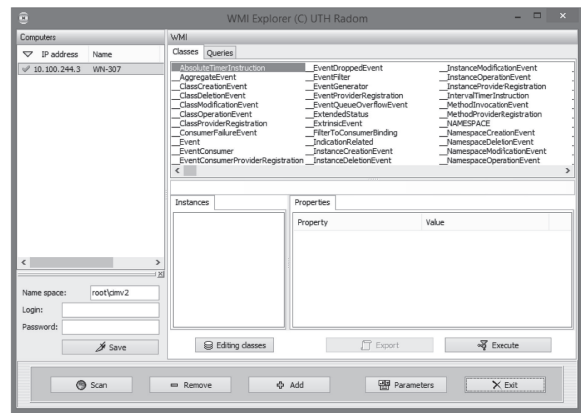 WMI Explorer (C) UTH Radom
Computers
IP address Name
10.100.244.3 WN-307
WMI
Classes Queries
__AbsoluteTimerInstruction __EventDroppedEvent __InstanceModificationEvent
__AggregateEvent __EventFilter __InstanceOperationEvent
__ClassCreationEvent __EventGenerator __InstanceProviderRegistration
__ClassDeletionEvent __EventProviderRegistration __IntervalTimerInstruction
__ClassModificationEvent __EventQueueOverflowEvent __MethodInvocationEvent
__ClassOperationEvent __ExtendedStatus __MethodProviderRegistration
__ClassProviderRegistration __ExtrinsicEvent __NAMESPACE
__ConsumerFailureEvent __FilterToConsumerBinding __NamespaceCreationEvent
__Event __IndicationRelated __NamespaceDeletionEvent
__EventConsumer __InstanceCreationEvent __NamespaceModificationEvent
__EventConsumerProviderRegistration __InstanceDeletionEvent __NamespaceOperationEvent
Instances Properties
Property Value
Name space: root\cimv2
Login:
Password:
Save
Editing classes Export Execute
Scan Remove Add Parameters Exit